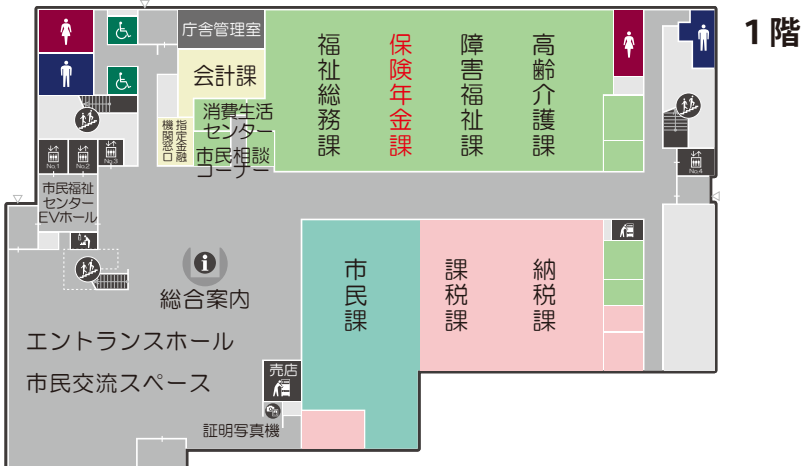 1階
庁舎管理室
会計課
消費生活
センター
市民相談
コーナー
指定金融
機関窓口
福祉総務課
保険年金課
障害福祉課
高齢介護課
No.1
No.2
No.3
No.4
市民福祉
センター
EVホール
総合案内
エントランスホール
市民交流スペース
売店
証明写真機
市民課
課税課
納税課